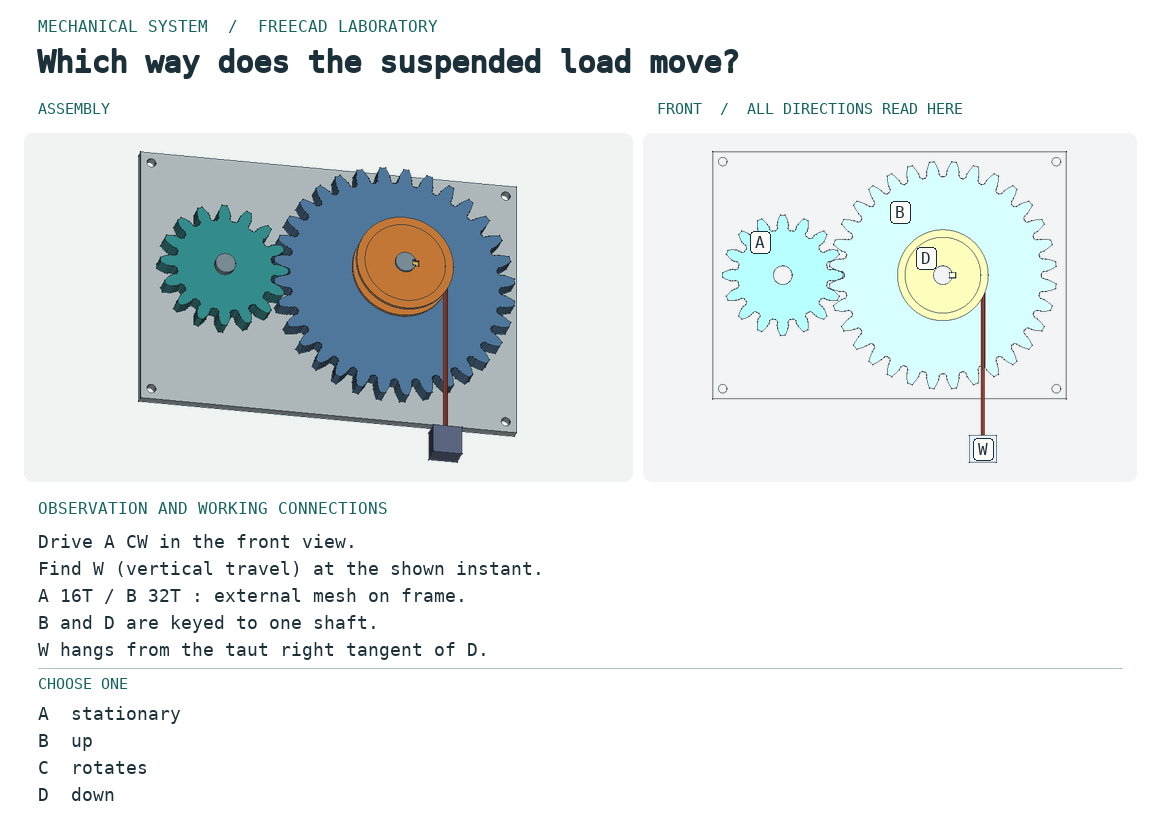 MECHANICAL SYSTEM / FREECAD LABORATORY
Which way does the suspended load move?
ASSEMBLY
FRONT / ALL DIRECTIONS READ HERE
A
B
D
W
OBSERVATION AND WORKING CONNECTIONS
Drive A CW in the front view.
Find W (vertical travel) at the shown instant.
A 16T / B 32T : external mesh on frame.
B and D are keyed to one shaft.
W hangs from the taut right tangent of D.
CHOOSE ONE
A stationary
B up
C rotates
D down